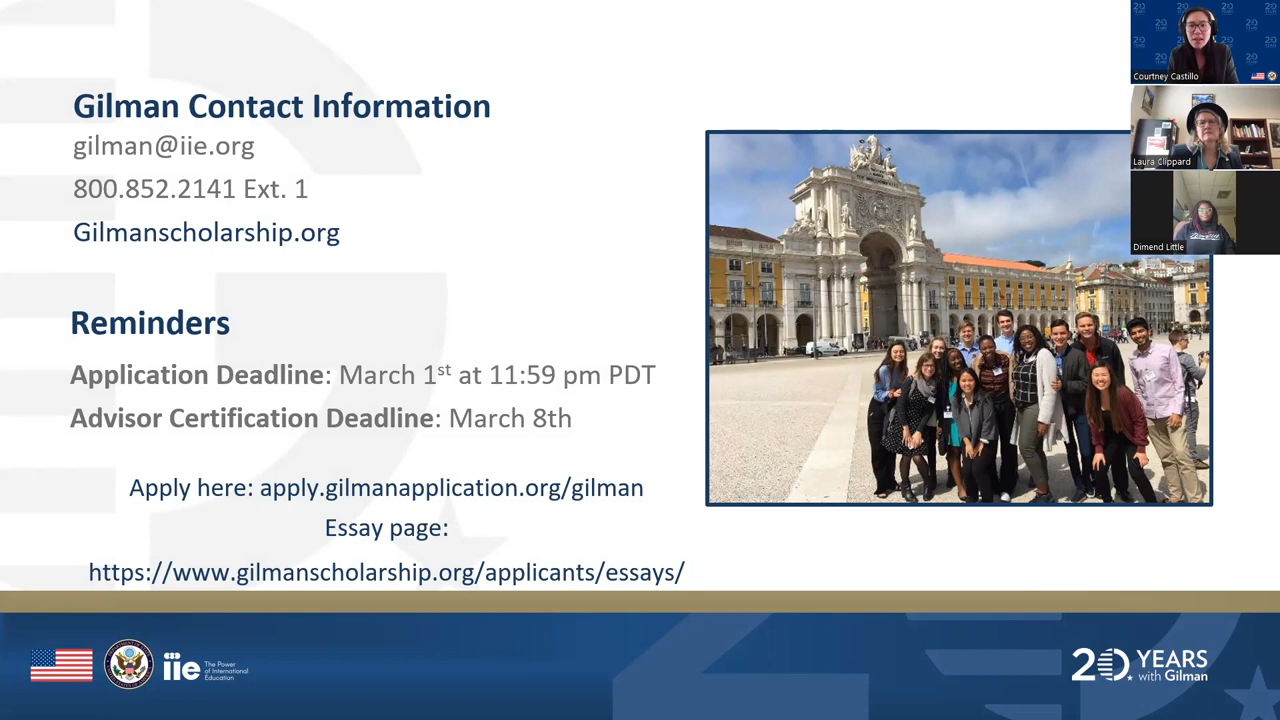 Gilman Contact Information
gilman@iie.org
800.852.2141 Ext. 1
Gilmanscholarship.org
Reminders
Application Deadline: March 1st at 11:59 pm PDT
Advisor Certification Deadline: March 8th
Apply here: apply.gilmanapplication.org/gilman
Essay page:
https://www.gilmanscholarship.org/applicants/essays/
Courtney Castillo
Laura Clippard
Dimend Little
iie
The Power
of International
Education
20 YEARS
with Gilman